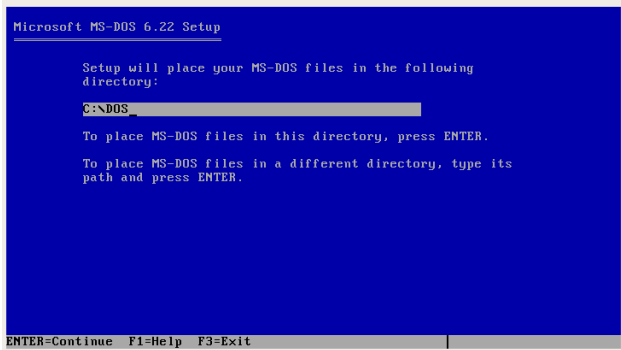 Microsoft MS-DOS 6.22 Setup
Setup will place your MS-DOS files in the following
directory:
C:\DOS_
To place MS-DOS files in this directory, press ENTER.
To place MS-DOS files in a different directory, type its
path and press ENTER.
ENTER=Continue  F1=Help  F3=Exit